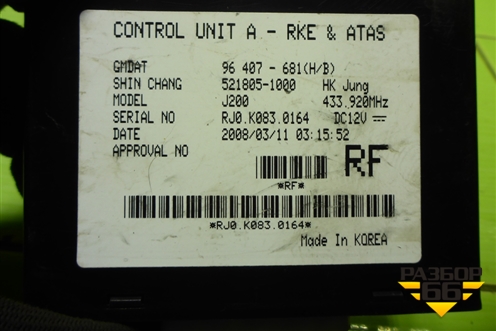 CONTROL UNIT A - RKE & ATAS
GMDAT 96 407 - 681(H/B)
SHIN CHANG 521805-1000 HK Jung
MODEL J200 433.920MHz
SERIAL NO RJ0.K083.0164 DC12V
DATE 2008/03/11 03:15:52
APPROVAL NO
RF
*RF*
*RJ0.K083.0164*
Made In KOREA
РАЗБОР
66